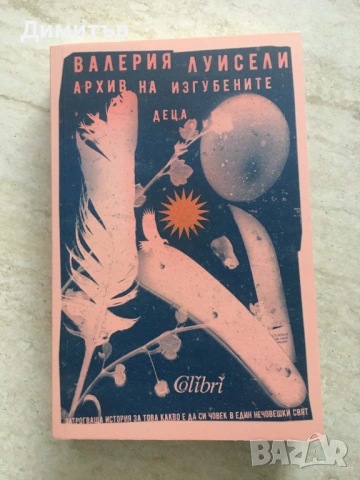 Димитър
ВАЛЕРИЯ ЛУИСЕЛИ
АРХИВ НА ИЗГУБЕНИТЕ
ДЕЦА
Colibri
ЗАТРОГВАЩА ИСТОРИЯ ЗА ТОВА КАКВО Е ДА СИ ЧОВЕК В ЕДИН НЕЧОВЕШКИ СВЯТ
BAZAR